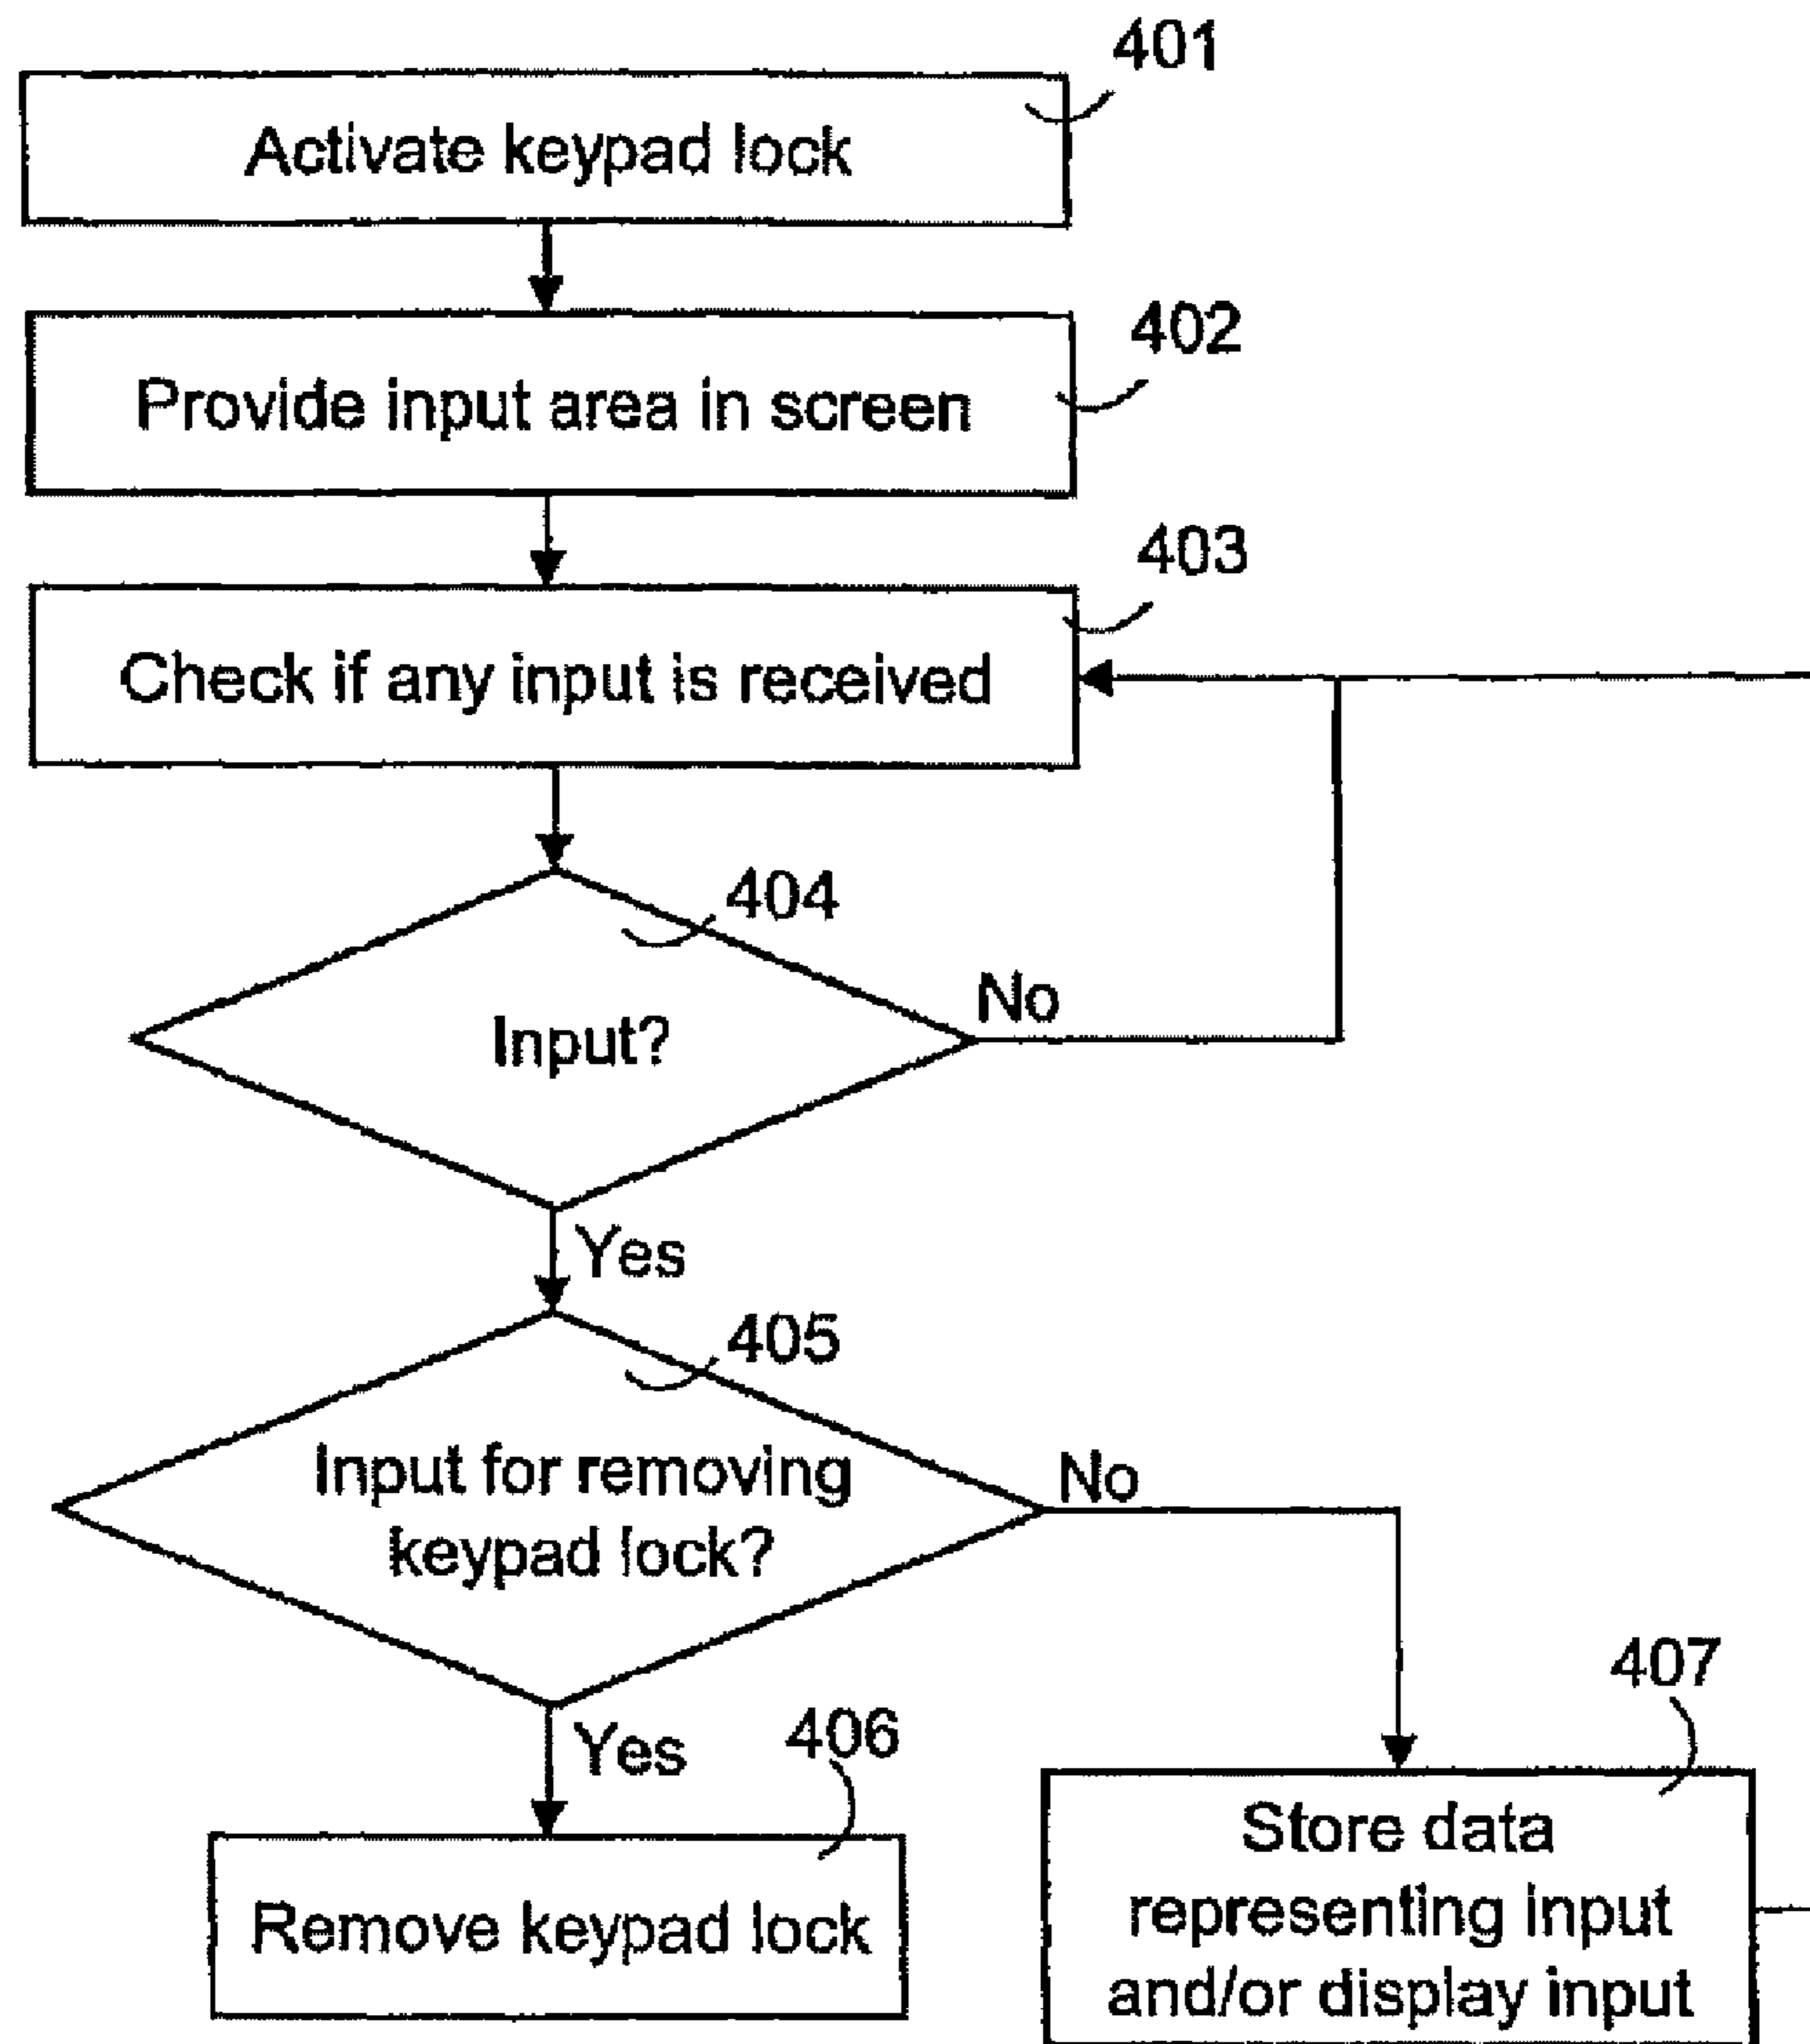 401
Activate keypad lock
402
Provide input area in screen
403
Check if any input is received
404
Input?
No
Yes
405
Input for removing
keypad lock?
No
Yes
406
Remove keypad lock
407
Store data
representing input
and/or display input